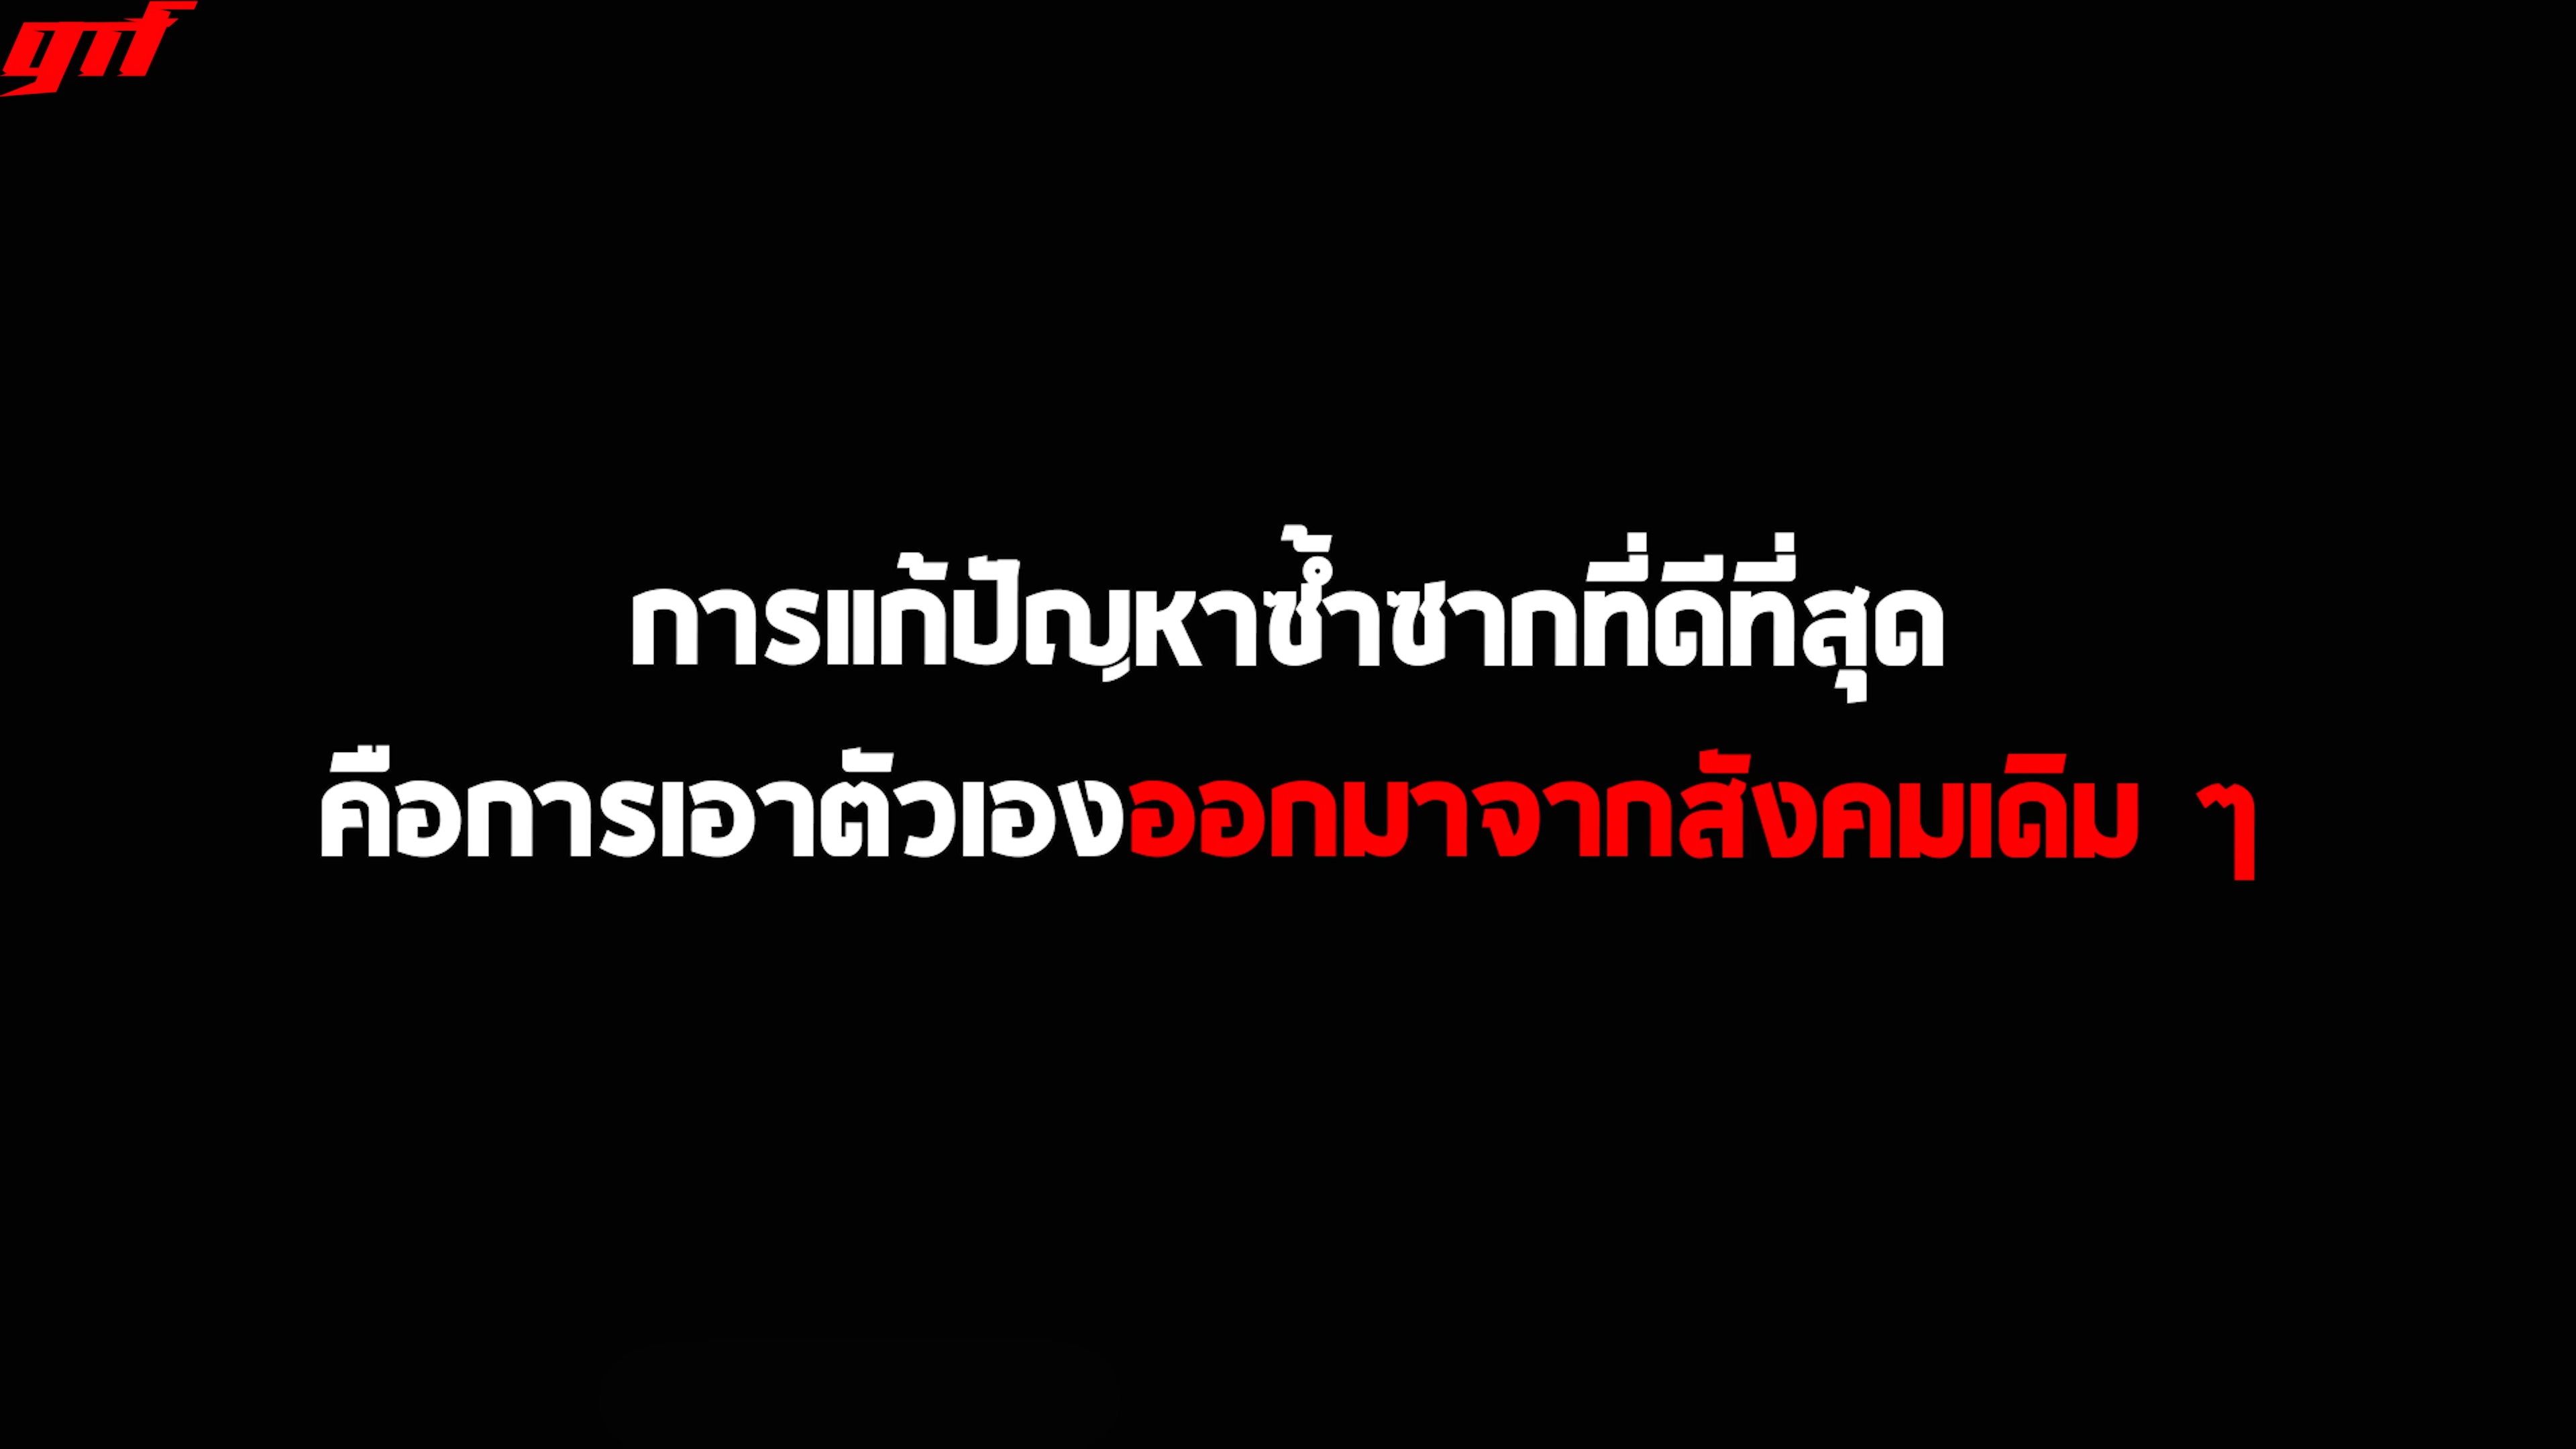 gnf
การแก้ปัญหาซ้ำซากที่ดีที่สุด
คือการเอาตัวเองออกมาจากสังคมเดิม ๆ